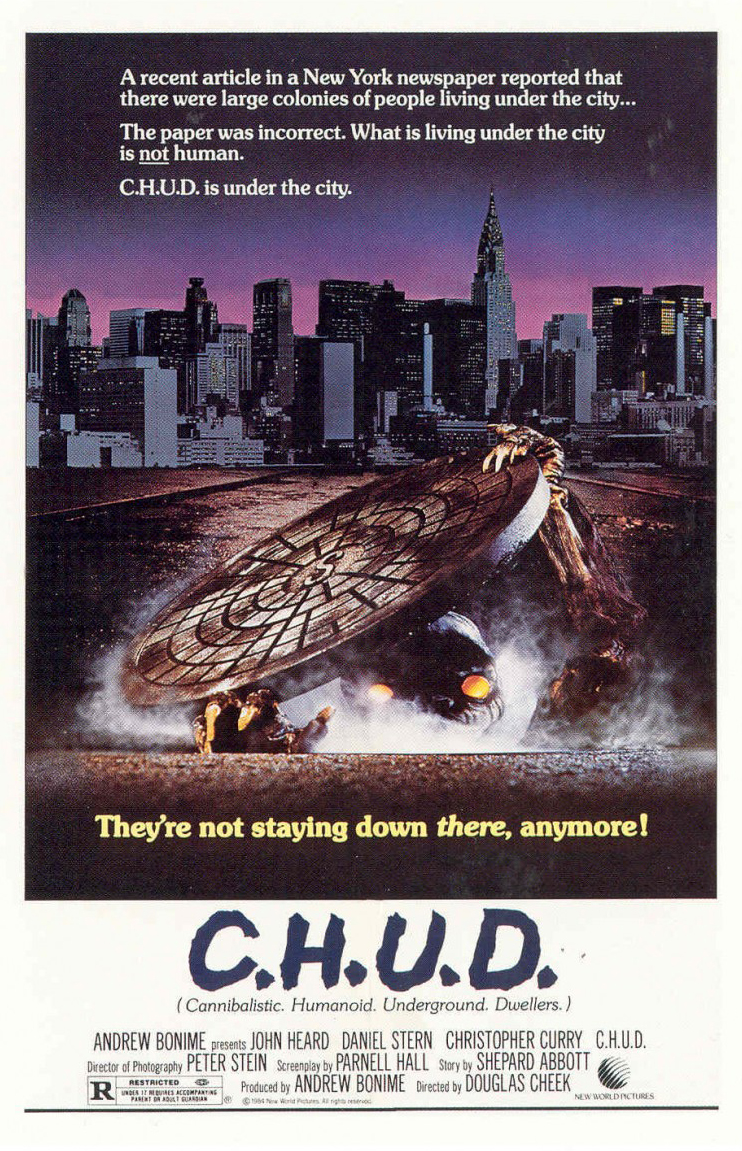 A recent article in a New York newspaper reported that
there were large colonies of people living under the city...
The paper was incorrect. What is living under the city
is not human.
C.H.U.D. is under the city.
S
They're not staying down there, anymore!
C.H.U.D.
( Cannibalistic. Humanoid. Underground. Dwellers. )
ANDREW BONIME presents JOHN HEARD DANIEL STERN CHRISTOPHER CURRY C.H.U.D.
Director of Photography PETER STEIN Screenplay by PARNELL HALL Story by SHEPARD ABBOTT
Produced by ANDREW BONIME Directed by DOUGLAS CHEEK
R RESTRICTED
UNDER 17 REQUIRES ACCOMPANYING
PARENT OR ADULT GUARDIAN ®
© 1984 New World Pictures. All rights reserved.
NEW WORLD PICTURES